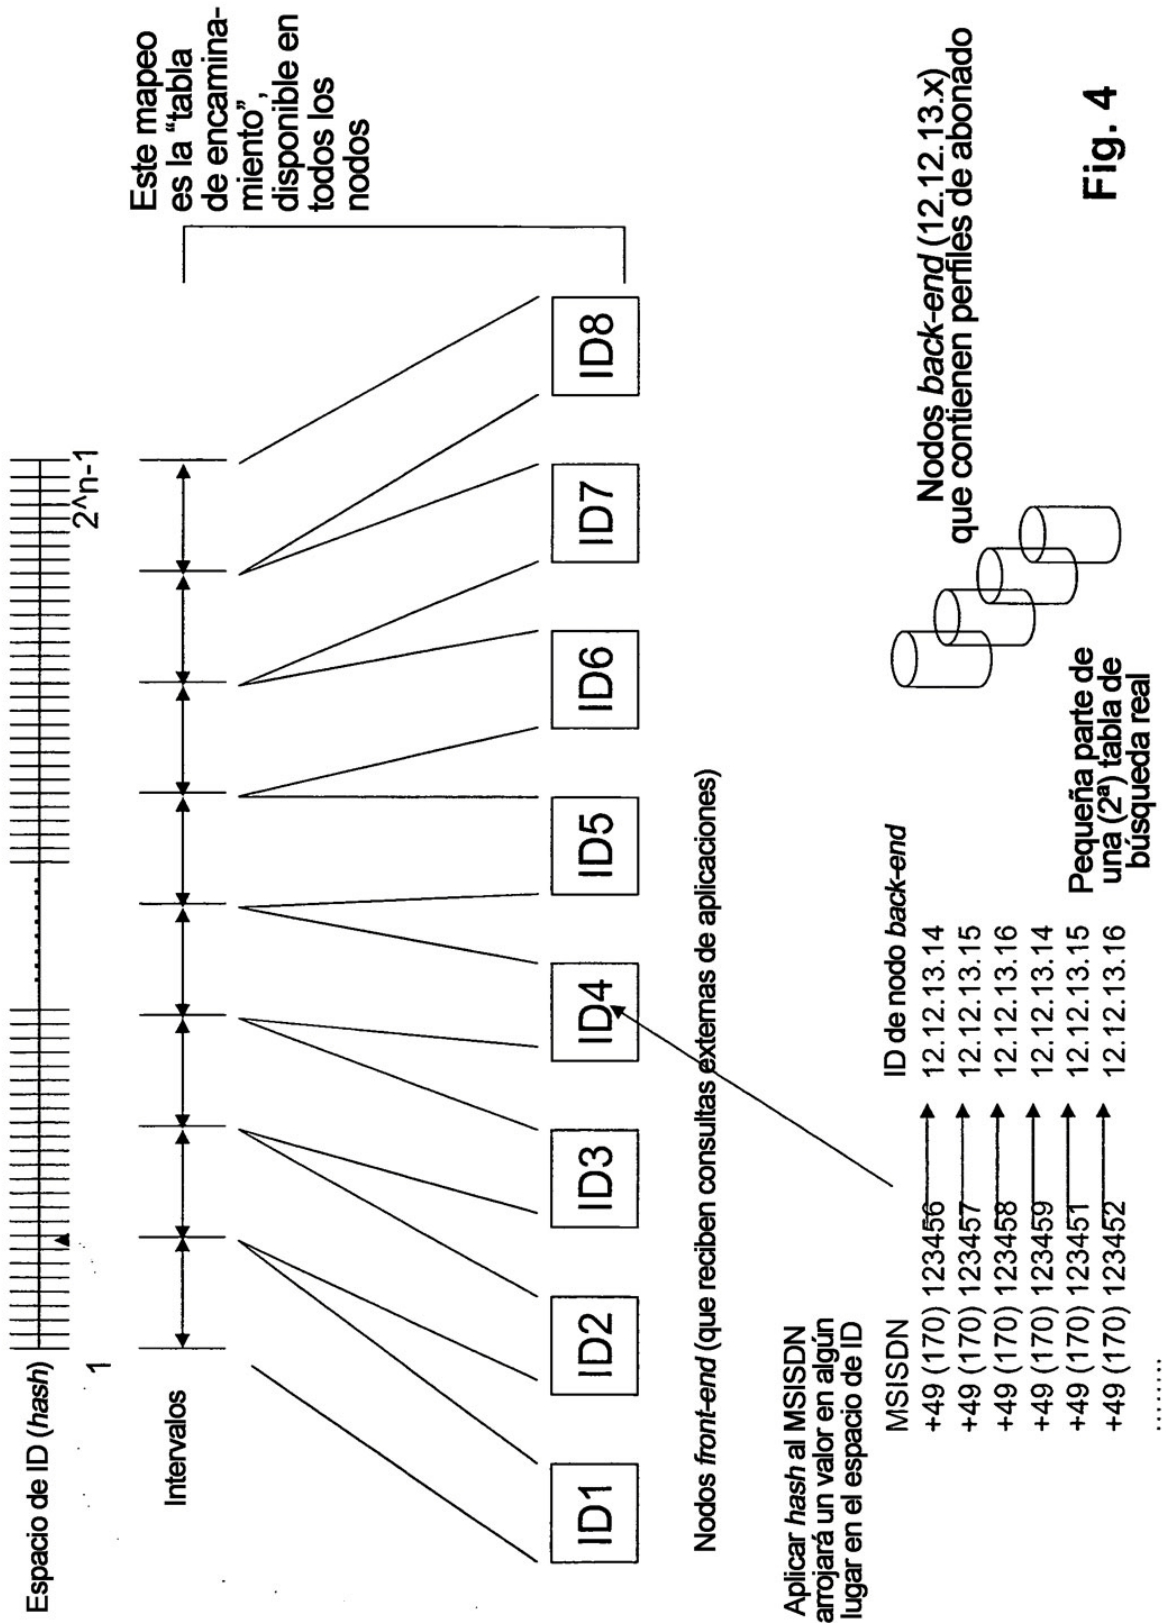 Espacio de ID (hash)
1
2^n-1
Intervalos
Este mapeo
es la “tabla
de encamina-
miento”,
disponible en
todos los
nodos
ID1
ID2
ID3
ID4
ID5
ID6
ID7
ID8
Nodos front-end (que reciben consultas externas de aplicaciones)
Aplicar hash al MSISDN
arrojará un valor en algún
lugar en el espacio de ID
MSISDN
ID de nodo back-end
+49 (170) 123456 12.12.13.14
+49 (170) 123457 12.12.13.15
+49 (170) 123458 12.12.13.16
+49 (170) 123459 12.12.13.14
+49 (170) 123451 12.12.13.15
+49 (170) 123452 12.12.13.16
........
Pequeña parte de
una (2ª) tabla de
búsqueda real
Nodos back-end (12.12.13.x)
que contienen perfiles de abonado
Fig. 4